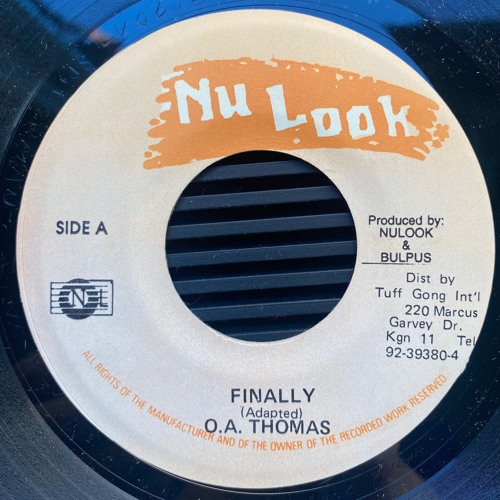 Nu Look
SIDE A
Produced by:
NULOOK
&
BULPUS
Dist by
Tuff Gong Int'l
220 Marcus
Garvey Dr.
Kgn 11 Tel
92-39380-4
N
FINALLY
(Adapted)
O.A. THOMAS
ALL RIGHTS OF THE MANUFACTURER AND OF THE OWNER OF THE RECORDED WORK RESERVED